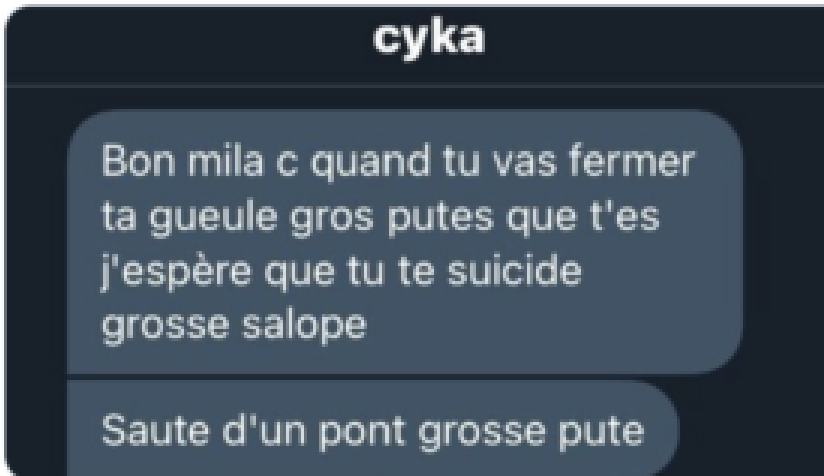 cyka
Bon mila c quand tu vas fermer
ta gueule gros putes que t'es
j'espère que tu te suicide
grosse salope
Saute d'un pont grosse pute